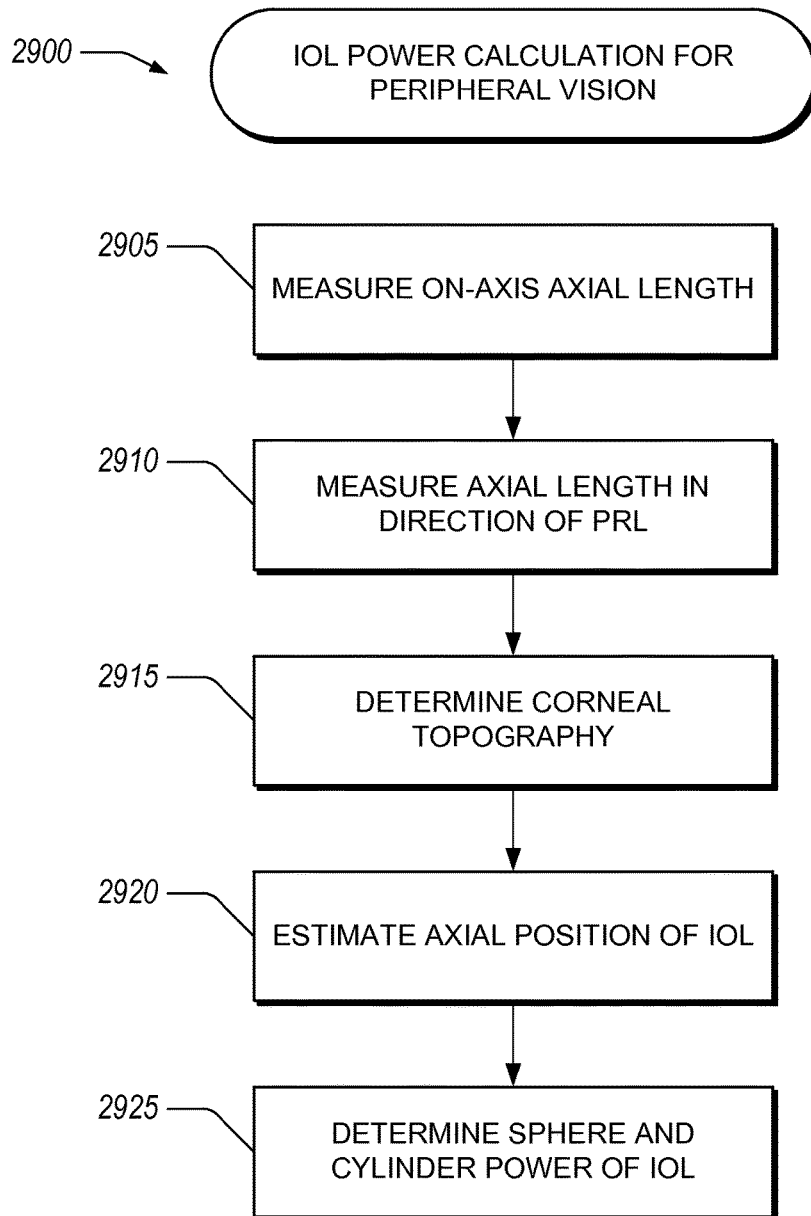 2900
IOL POWER CALCULATION FOR
PERIPHERAL VISION
2905
MEASURE ON-AXIS AXIAL LENGTH
2910
MEASURE AXIAL LENGTH IN
DIRECTION OF PRL
2915
DETERMINE CORNEAL
TOPOGRAPHY
2920
ESTIMATE AXIAL POSITION OF IOL
2925
DETERMINE SPHERE AND
CYLINDER POWER OF IOL